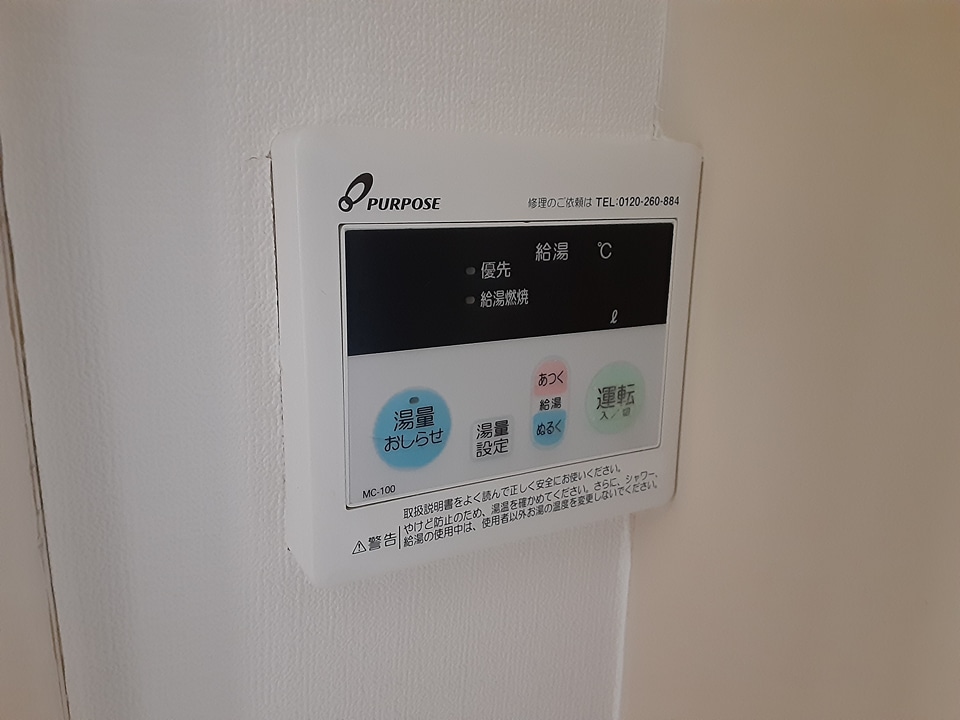 PURPOSE
修理のご依頼は TEL:0120-260-884
給湯 ℃
優先
給湯燃焼
ℓ
湯量
おしらせ
湯量
設定
あつく
給湯
ぬるく
運転
入／切
MC-100
取扱説明書をよく読んで正しく安全にお使いください。
⚠警告
やけど防止のため、湯温を確かめてください。さらに、シャワー、
給湯の使用中は、使用者以外お湯の温度を変更しないでください。